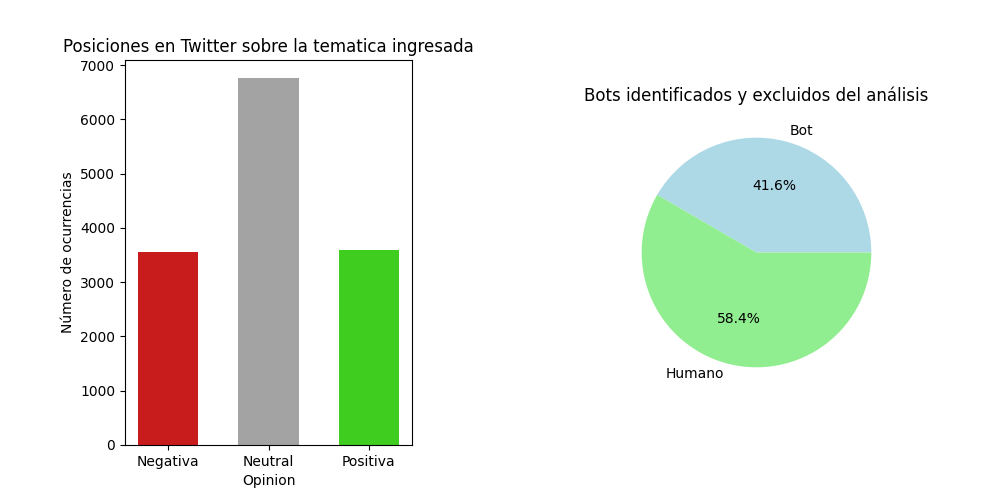 Posiciones en Twitter sobre la tematica ingresada
Número de ocurrencias
7000
6000
5000
4000
3000
2000
1000
0
Negativa
Neutral
Positiva
Opinion
Bots identificados y excluidos del análisis
Bot
41.6%
58.4%
Humano